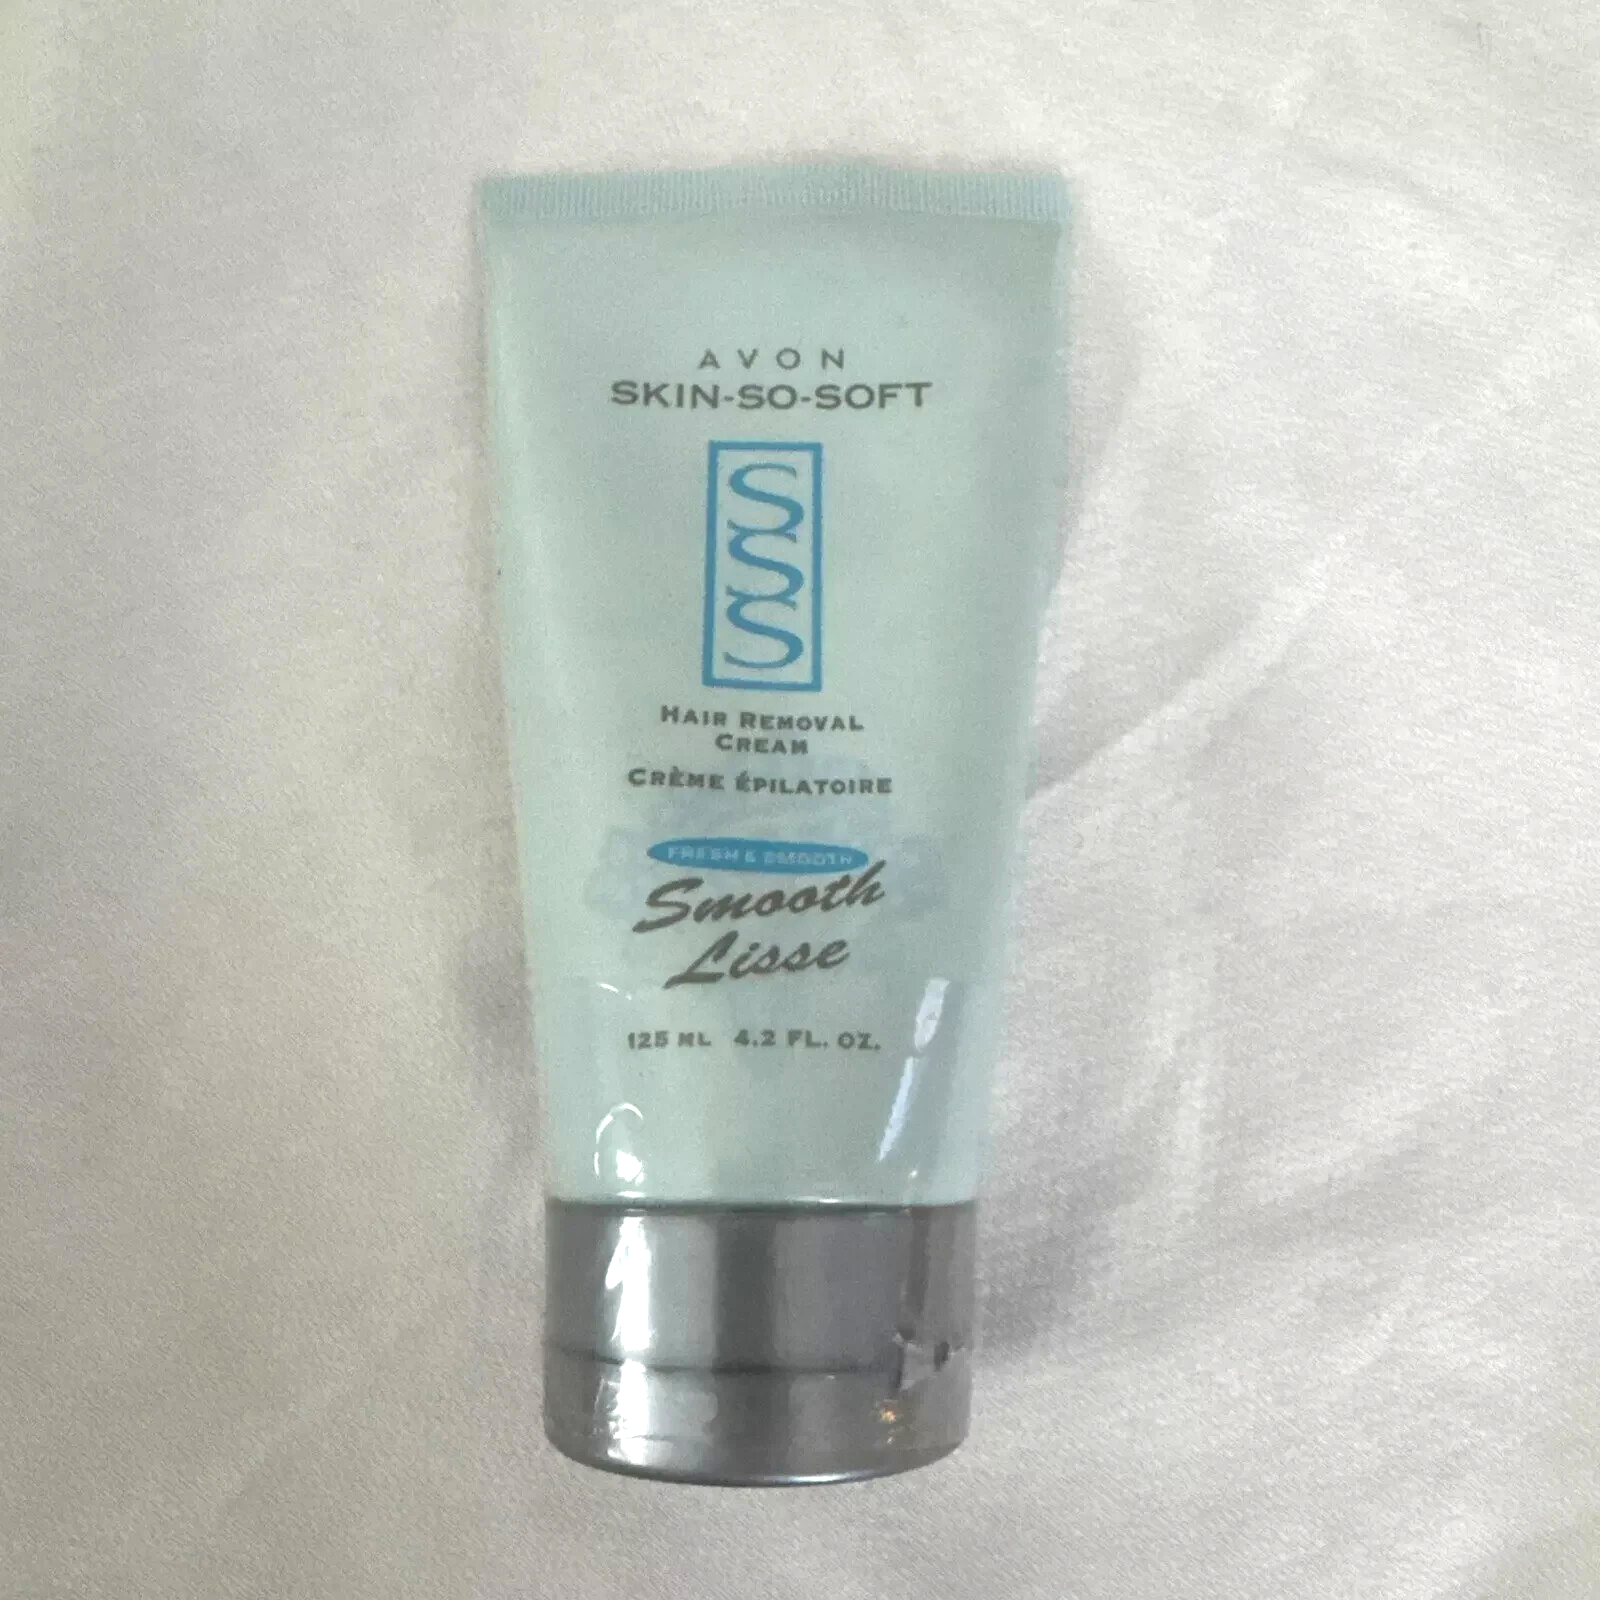 AVON
SKIN-SO-SOFT
SSS
HAIR REMOVAL
CREAM
CRÈME ÉPILATOIRE
FRESH & SMOOTH
Smooth
Lisse
125 ML 4.2 FL. OZ.